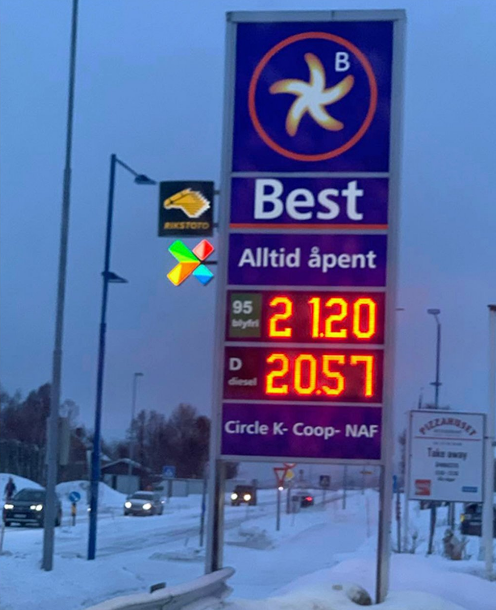 B
RIKSTOTO
Best
Alltid åpent
95
blyfri
21.20
D
diesel
20.57
Circle K- Coop- NAF
PIZZAHUSET
Take away